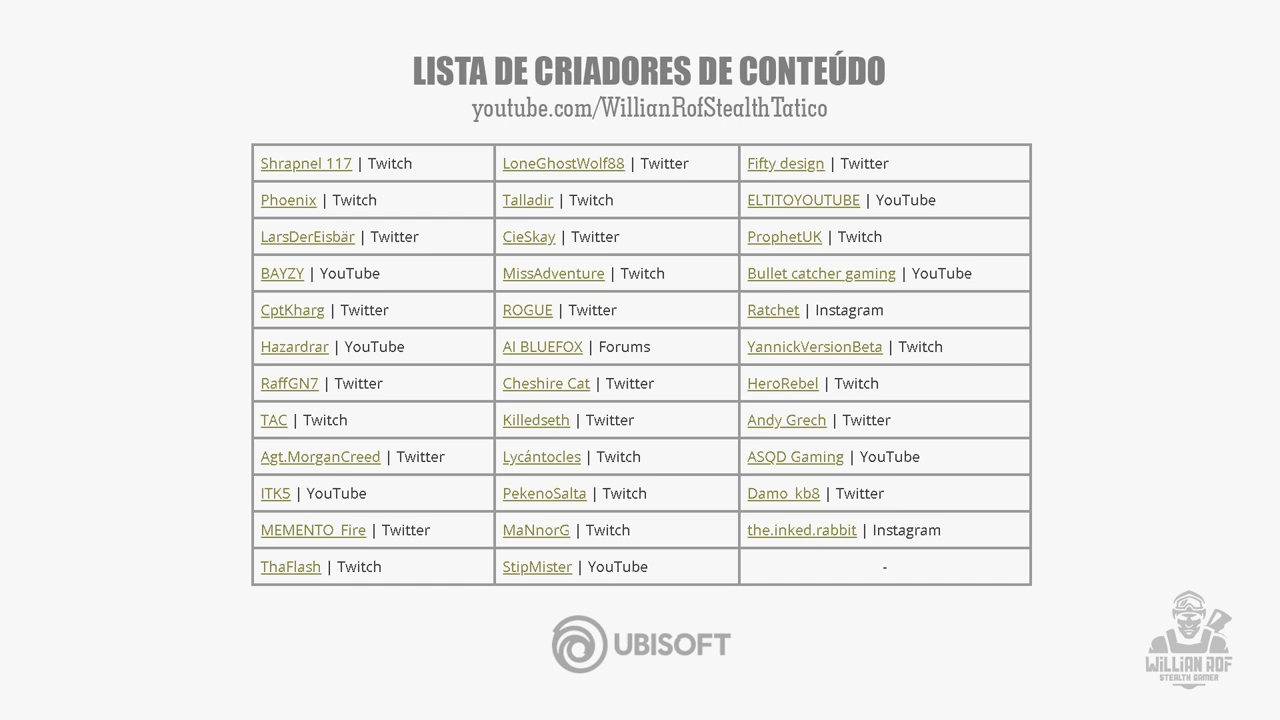 LISTA DE CRIADORES DE CONTEÚDO
youtube.com/WillianRofStealthTatico
Shrapnel 117 | Twitch
LoneGhostWolf88 | Twitter
Fifty design | Twitter
Phoenix | Twitch
Talladir | Twitch
ELTITOYOUTUBE | YouTube
LarsDerEisbär | Twitter
CieSkay | Twitter
ProphetUK | Twitch
BAYZY | YouTube
MissAdventure | Twitch
Bullet catcher gaming | YouTube
CptKharg | Twitter
ROGUE | Twitter
Ratchet | Instagram
Hazardrar | YouTube
AI BLUEFOX | Forums
YannickVersionBeta | Twitch
RaffGN7 | Twitter
Cheshire Cat | Twitter
HeroRebel | Twitch
TAC | Twitch
Killedseth | Twitter
Andy Grech | Twitter
Agt.MorganCreed | Twitter
Lycántocles | Twitch
ASQD Gaming | YouTube
ITK5 | YouTube
PekenoSalta | Twitch
Damo_kb8 | Twitter
MEMENTO_Fire | Twitter
MaNnorG | Twitch
the.inked.rabbit | Instagram
ThaFlash | Twitch
StipMister | YouTube
-
UBISOFT
WILLIAN ROF
STEALTH GAMER